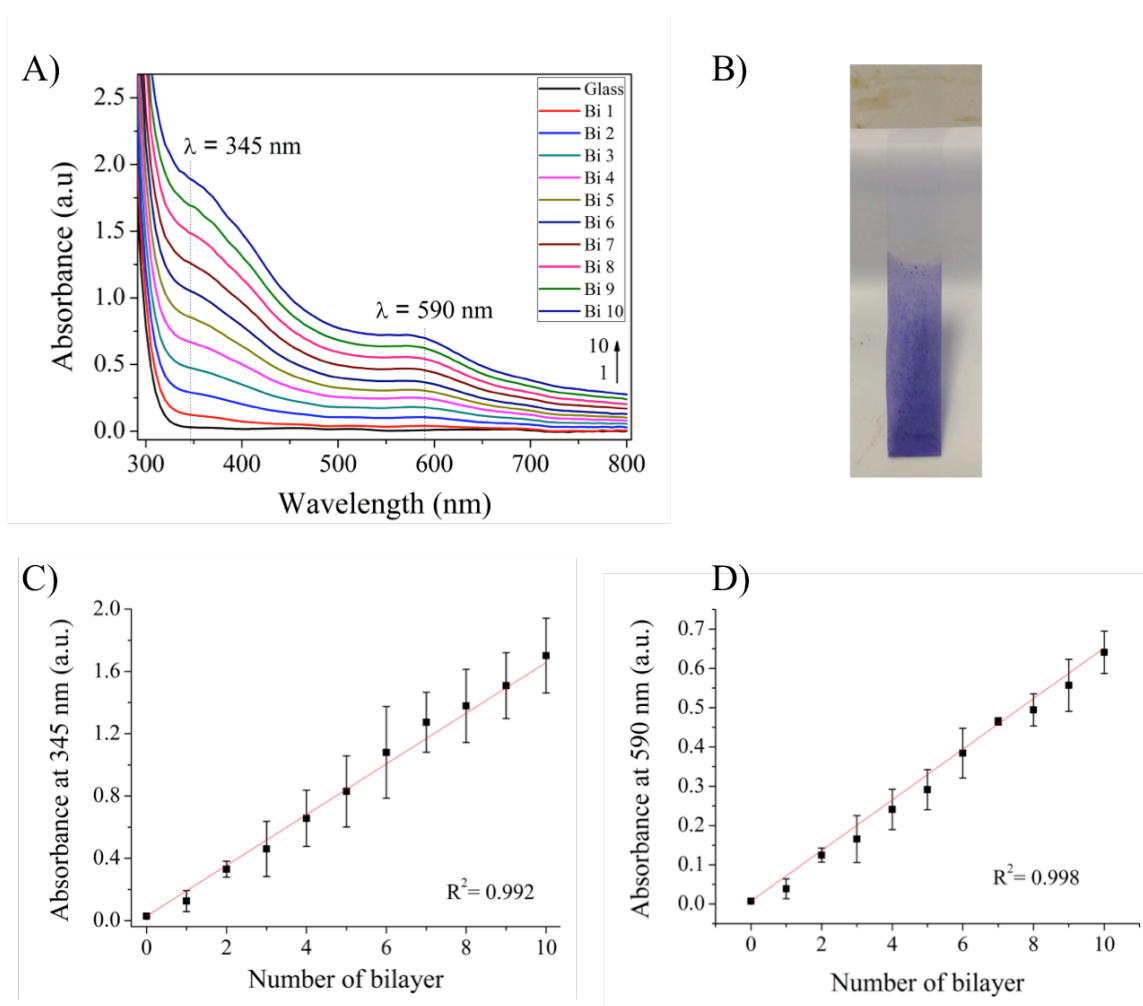 A)
B)
Absorbance (a.u)
2.5
2.0
1.5
1.0
0.5
0.0
λ = 345 nm
λ = 590 nm
Glass
Bi 1
Bi 2
Bi 3
Bi 4
Bi 5
Bi 6
Bi 7
Bi 8
Bi 9
Bi 10
10
1
300 400 500 600 700 800
Wavelength (nm)
C)
Absorbance at 345 nm (a.u.)
2.0
1.6
1.2
0.8
0.4
0.0
R²= 0.992
0 2 4 6 8 10
Number of bilayer
D)
Absorbance at 590 nm (a.u.)
0.7
0.6
0.5
0.4
0.3
0.2
0.1
0.0
R²= 0.998
0 2 4 6 8 10
Number of bilayer